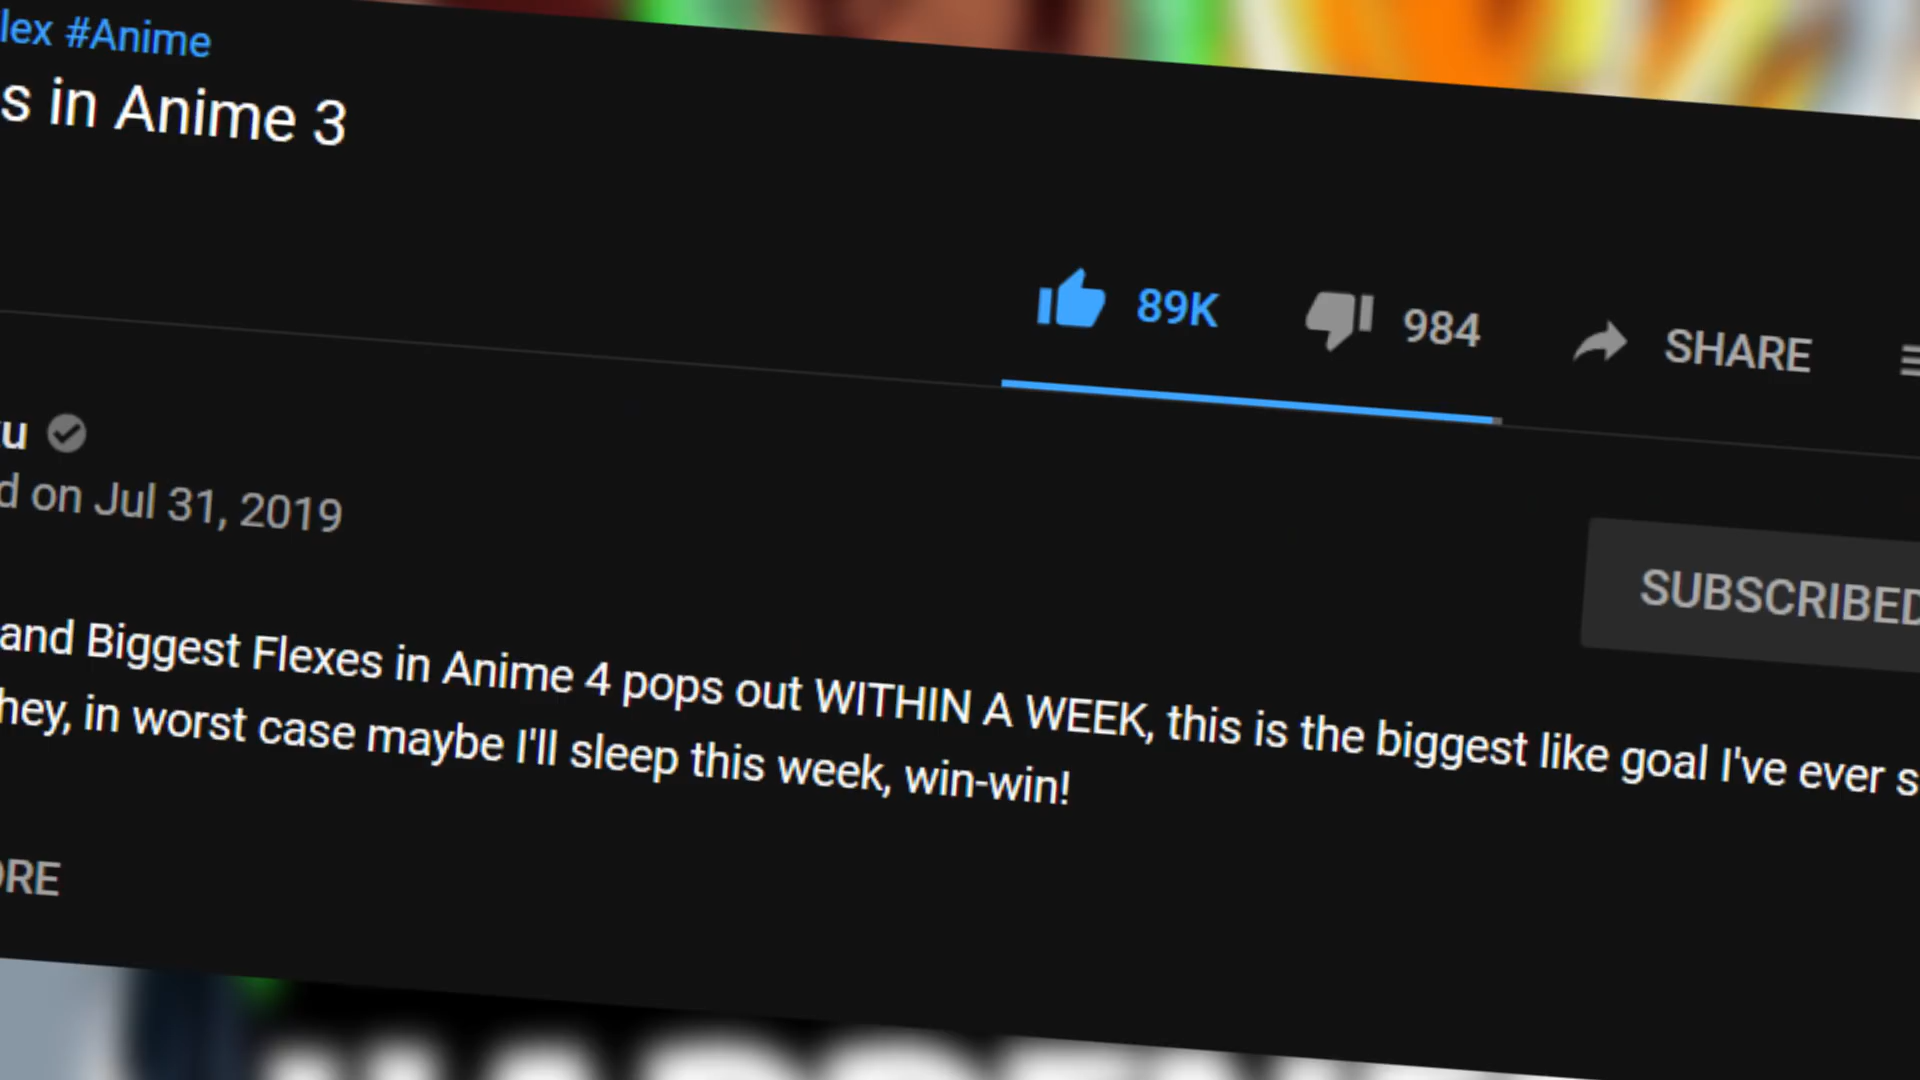 lex #Anime
s in Anime 3
89K 984 SHARE
u
d on Jul 31, 2019
SUBSCRIBED
and Biggest Flexes in Anime 4 pops out WITHIN A WEEK, this is the biggest like goal I've ever s
hey, in worst case maybe I'll sleep this week, win-win!
ORE